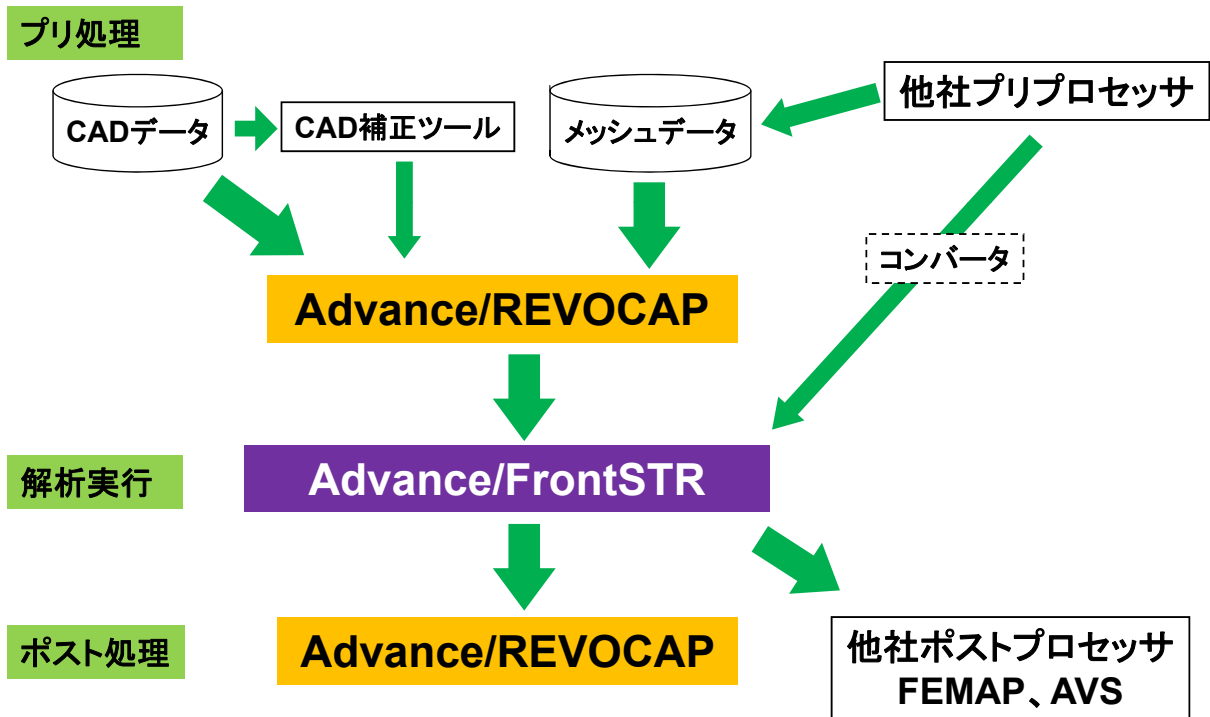 プリ処理
CADデータ
CAD補正ツール
メッシュデータ
他社プリプロセッサ
コンバータ
Advance/REVOCAP
解析実行
Advance/FrontSTR
ポスト処理
Advance/REVOCAP
他社ポストプロセッサ
FEMAP、AVS